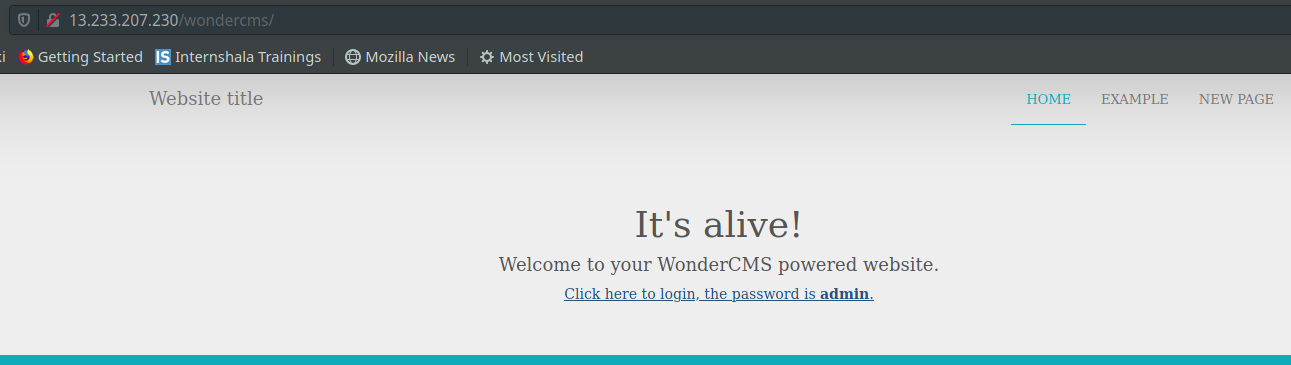 13.233.207.230/wondercms/
Getting Started IS Internshala Trainings Mozilla News Most Visited
Website title HOME EXAMPLE NEW PAGE
It's alive!
Welcome to your WonderCMS powered website.
Click here to login, the password is admin.